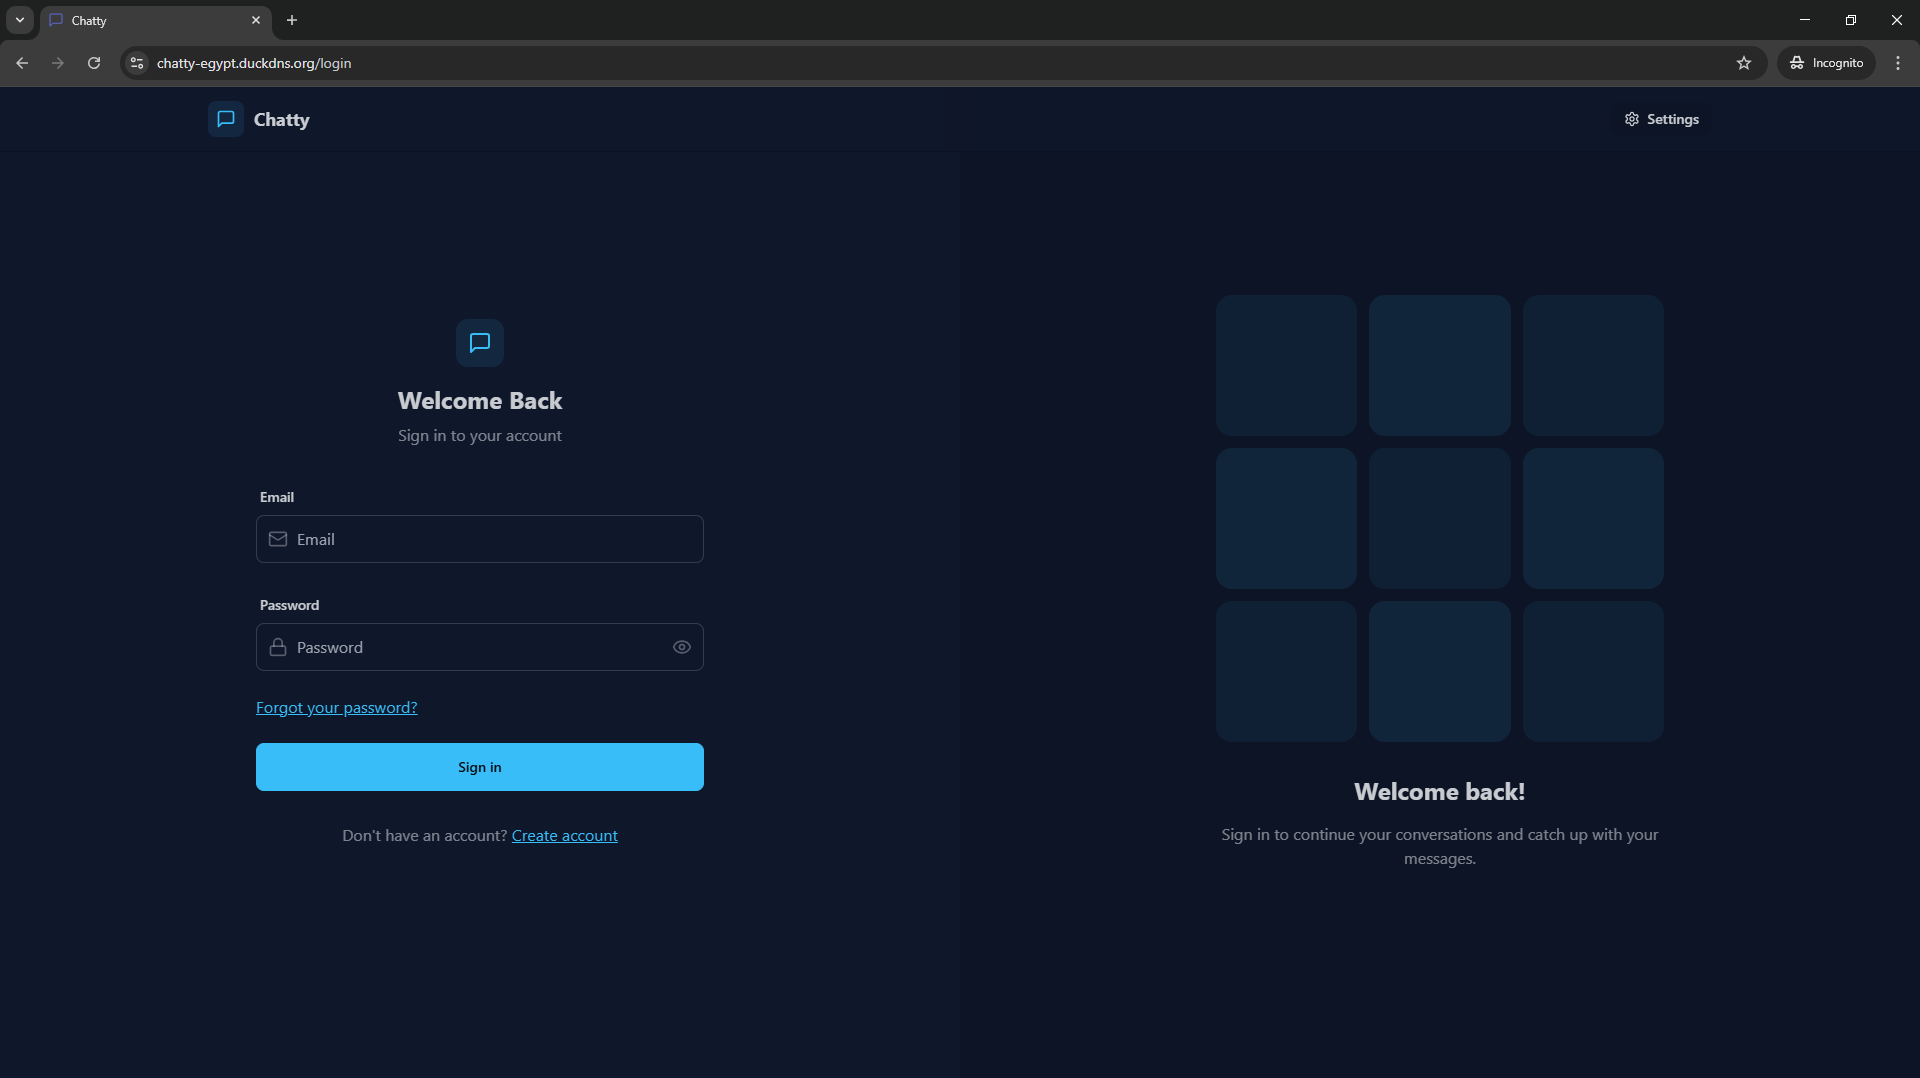 Chatty
chatty-egypt.duckdns.org/login
Incognito
Chatty
Settings
Welcome Back
Sign in to your account
Email
Email
Password
Password
Forgot your password?
Sign in
Don't have an account? Create account
Welcome back!
Sign in to continue your conversations and catch up with your
messages.